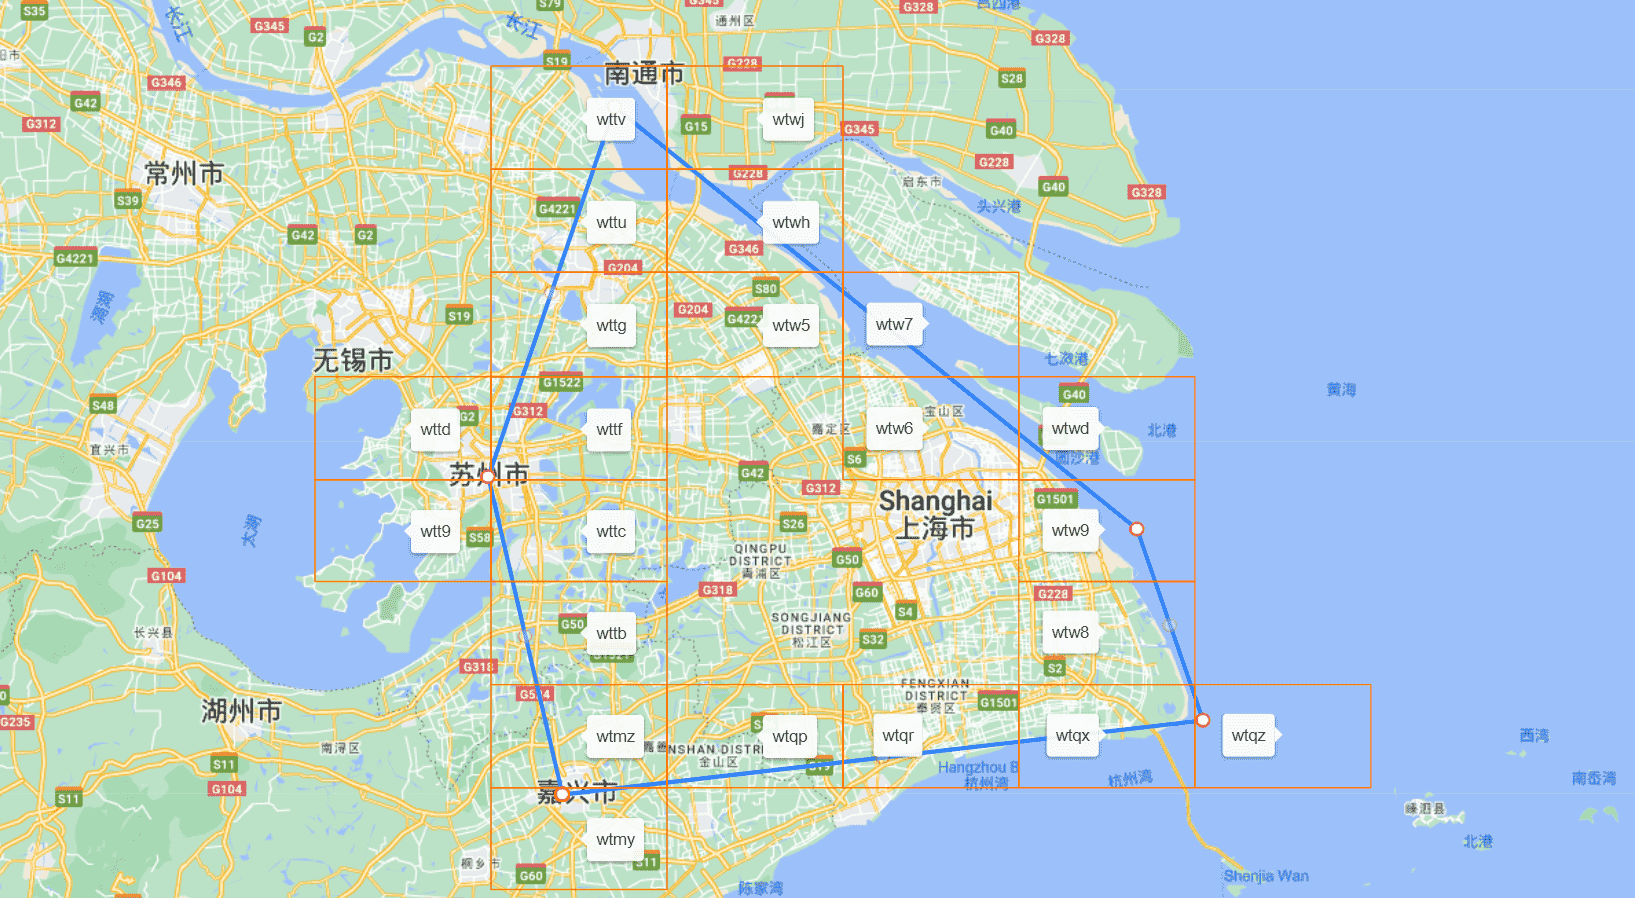 S35
S79
G345
通州区
G328
吕四港
长江
G345
G2
长江
G328
S19
南通市
G228
S28
G346
G42
G312
wttv
G15
wtwj
G345
G40
G228
常州市
启东市
G40
G328
S39
G228
头兴港
G4221
wttu
wtwh
G42
G2
G346
G4221
G204
S80
滆湖
S19
wttg
G204
G4221
wtw5
wtw7
无锡市
七滧港
黄海
G1522
G40
S48
G2
G312
wttd
wttf
嘉定区
wtw6
宝山区
wtwd
北港
宜兴市
S6
团沙港
苏州市
G42
G312
Shanghai
上海市
G1501
G25
太湖
wtt9
S58
wttc
S26
wtw9
QINGPU
DISTRICT
青浦区
G50
G104
G318
G60
G228
S4
长兴县
G50
wttb
SONGJIANG
DISTRICT
松江区
S32
wtw8
G318
S2
湖州市
FENGXIAN
DISTRICT
奉贤区
G1501
G235
南浔区
wtmz
NSHAN DISTRI
金山区
wtqp
wtqr
wtqx
wtqz
西湾
S11
Hangzhou B
杭州湾
杭州湾
南岙湾
G104
S11
嘉兴市
嵊泗县
wtmy
北港
桐乡市
S11
G60
陈家湾
Shenjia Wan